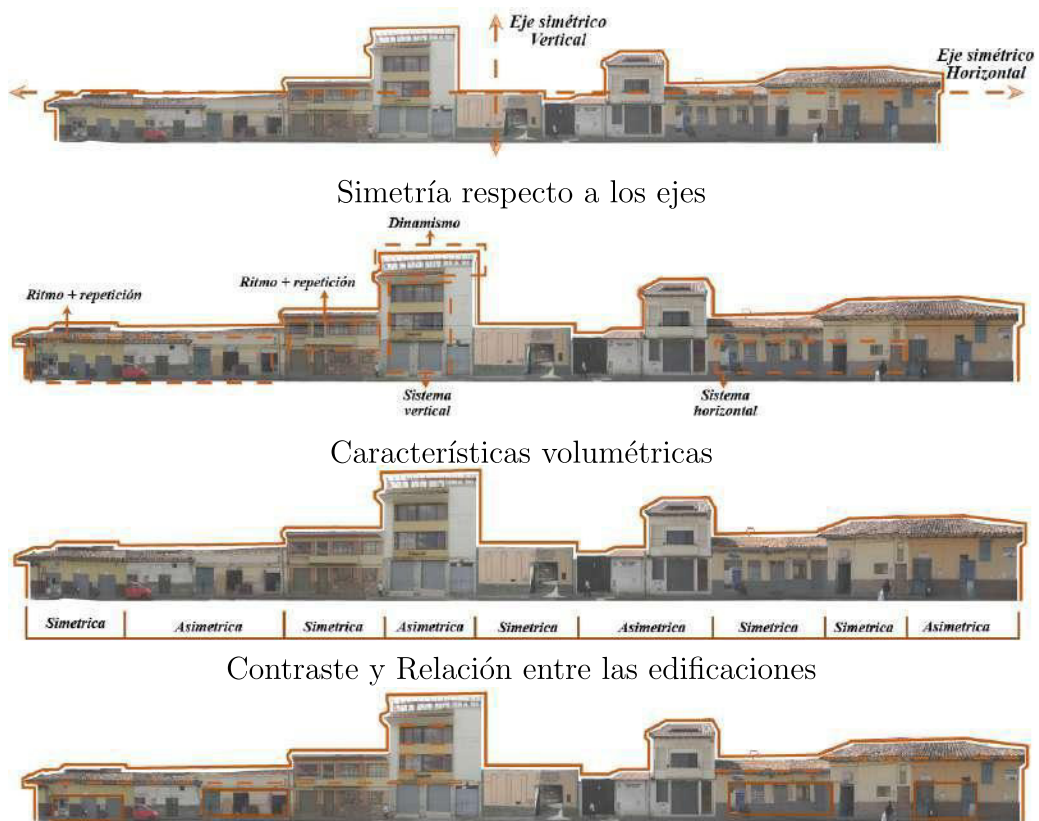 Eje simétrico
Vertical
Eje simétrico
Horizontal
Simetría respecto a los ejes
Dinamismo
Ritmo + repetición
Ritmo + repetición
Sistema
vertical
Sistema
horizontal
Características volumétricas
Simetrica
Asimetrica
Simetrica
Asimetrica
Simetrica
Asimetrica
Simetrica
Simetrica
Asimetrica
Contraste y Relación entre las edificaciones